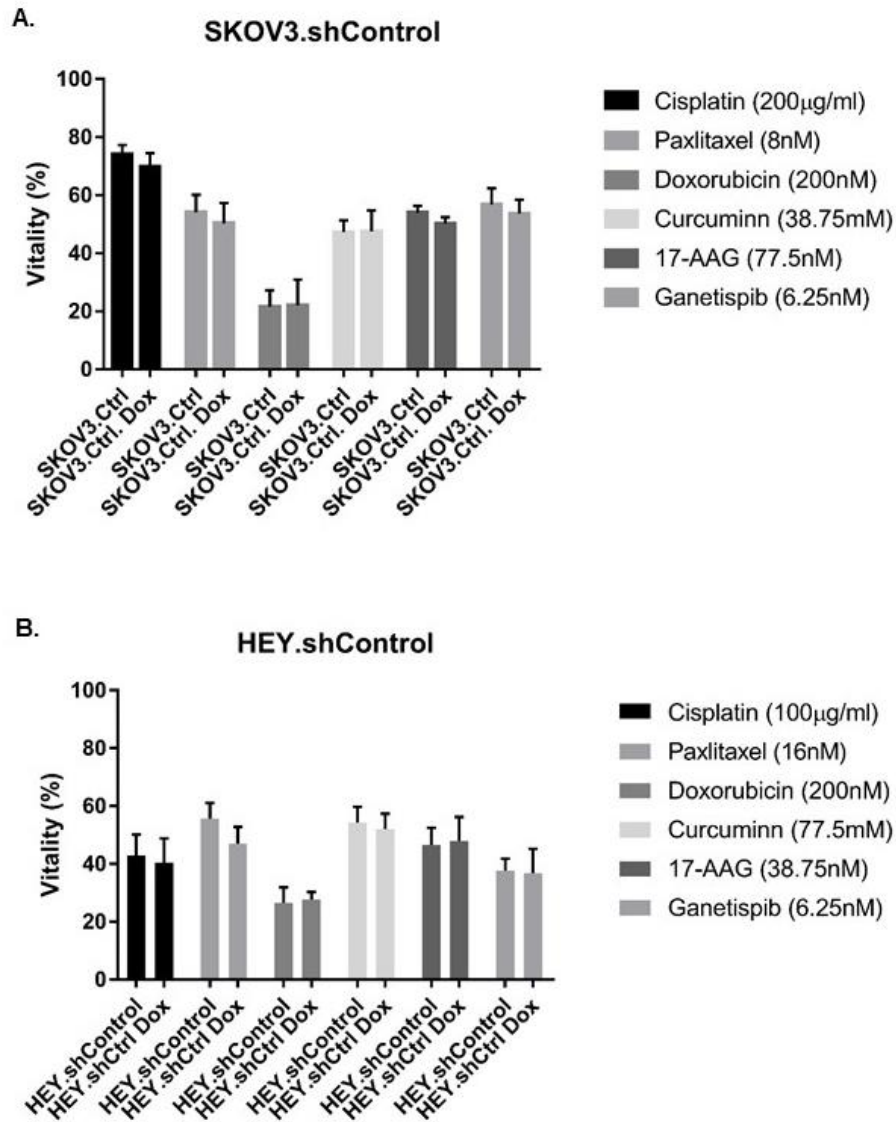 A.
SKOV3.shControl
Vitality (%)
100
80
60
40
20
0
SKOV3.Ctrl
SKOV3.Ctrl. Dox
SKOV3.Ctrl
SKOV3.Ctrl. Dox
SKOV3.Ctrl
SKOV3.Ctrl. Dox
SKOV3.Ctrl
SKOV3.Ctrl. Dox
SKOV3.Ctrl
SKOV3.Ctrl. Dox
SKOV3.Ctrl
SKOV3.Ctrl. Dox
Cisplatin (200μg/ml)
Paxlitaxel (8nM)
Doxorubicin (200nM)
Curcuminn (38.75mM)
17-AAG (77.5nM)
Ganetispib (6.25nM)
B.
HEY.shControl
Vitality (%)
100
80
60
40
20
0
HEY.shControl
HEY.shCtrl Dox
HEY.shControl
HEY.shCtrl Dox
HEY.shControl
HEY.shCtrl Dox
HEY.shControl
HEY.shCtrl Dox
HEY.shControl
HEY.shCtrl Dox
HEY.shControl
HEY.shCtrl Dox
Cisplatin (100μg/ml)
Paxlitaxel (16nM)
Doxorubicin (200nM)
Curcuminn (77.5mM)
17-AAG (38.75nM)
Ganetispib (6.25nM)